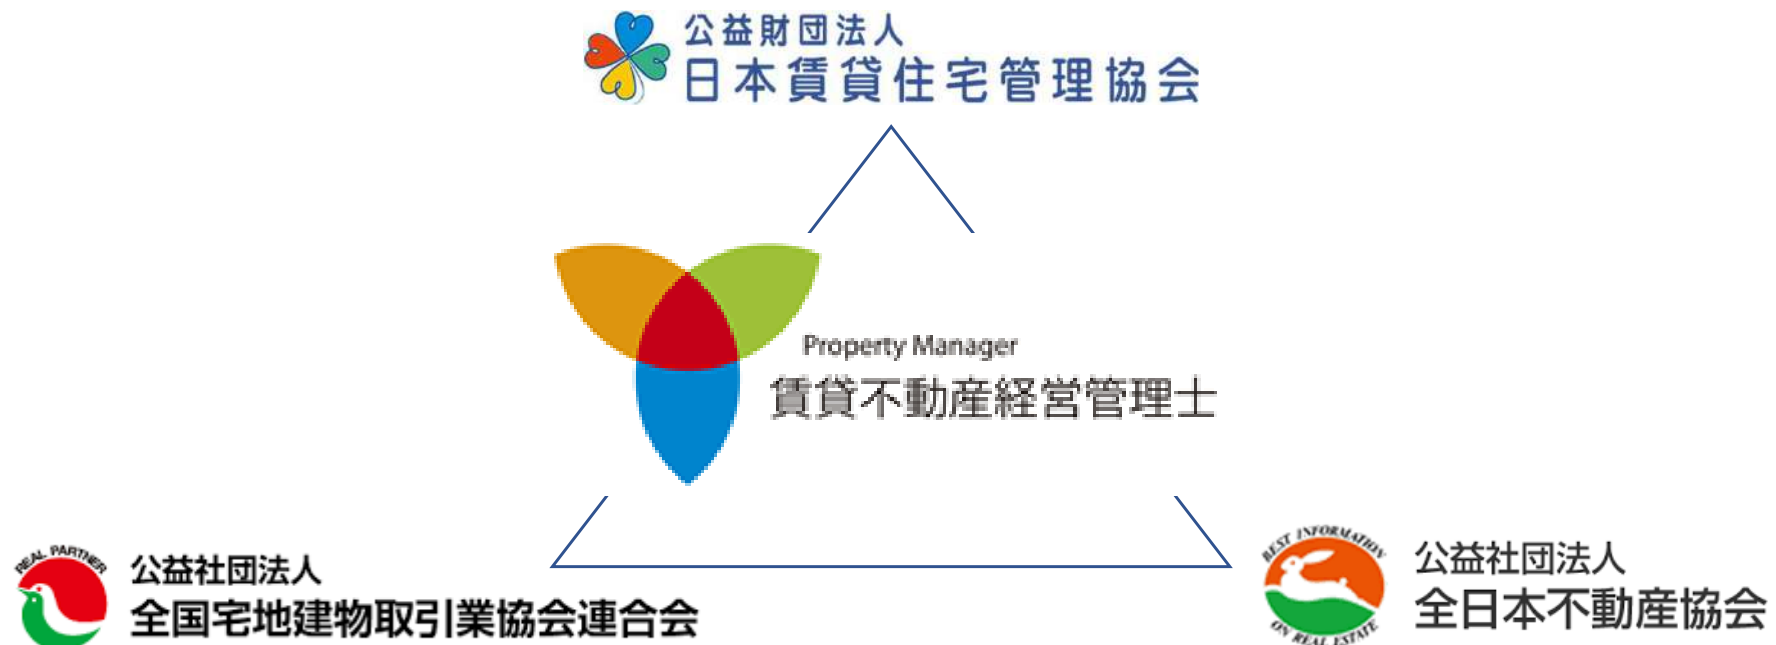 公益財団法人
日本賃貸住宅管理協会
Property Manager
賃貸不動産経営管理士
REAL PARTNER
公益社団法人
全国宅地建物取引業協会連合会
BEST INFORMATION
ON REAL ESTATE
公益社団法人
全日本不動産協会